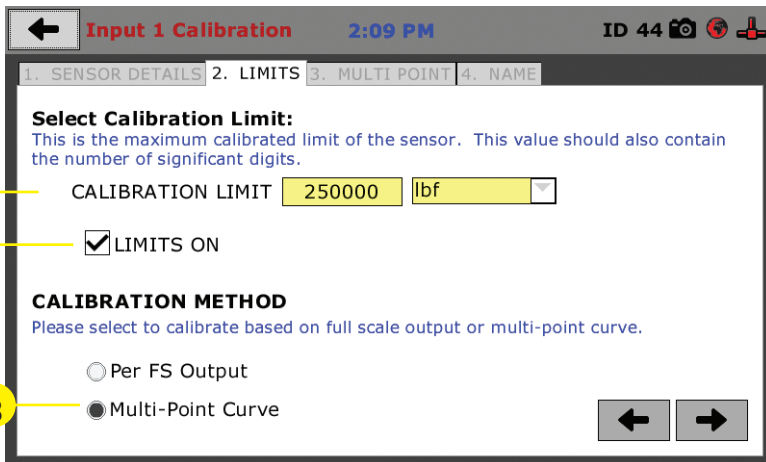 Input 1 Calibration 2:09 PM ID 44
1. SENSOR DETAILS 2. LIMITS 3. MULTI POINT 4. NAME
Select Calibration Limit:
This is the maximum calibrated limit of the sensor. This value should also contain
the number of significant digits.
CALIBRATION LIMIT 250000 lbf
LIMITS ON
CALIBRATION METHOD
Please select to calibrate based on full scale output or multi-point curve.
Per FS Output
Multi-Point Curve